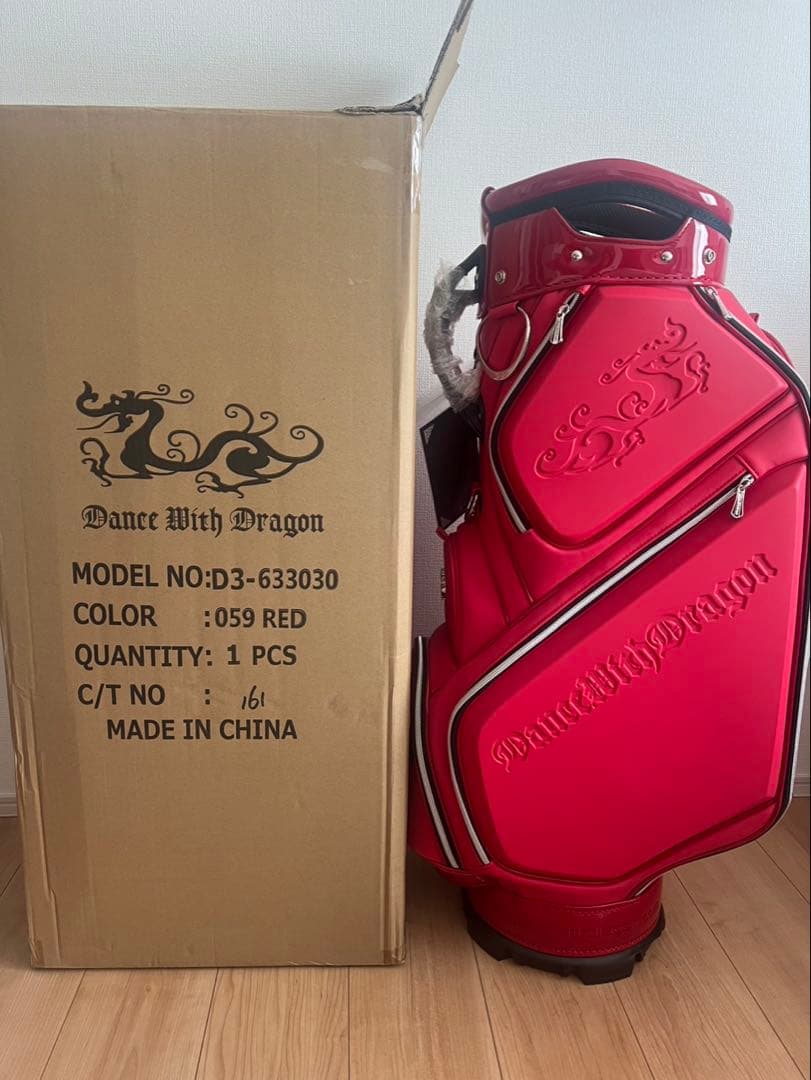 Dance With Dragon
MODEL NO:D3-633030
COLOR :059 RED
QUANTITY: 1 PCS
C/T NO : 161
MADE IN CHINA
DanceWithDragon